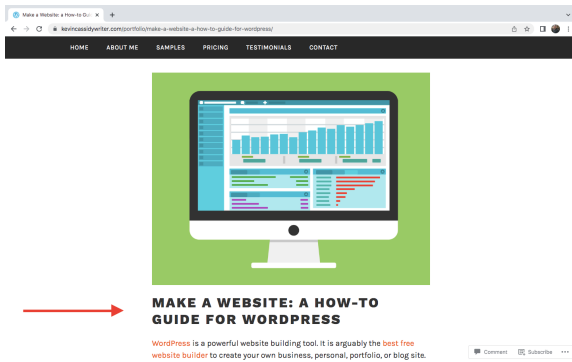 Make a Website: a How-to Gui
kevincassidywriter.com/portfolio/make-a-website-a-how-to-guide-for-wordpress/
HOME ABOUT ME SAMPLES PRICING TESTIMONIALS CONTACT
MAKE A WEBSITE: A HOW-TO
GUIDE FOR WORDPRESS
WordPress is a powerful website building tool. It is arguably the best free
website builder to create your own business, personal, portfolio, or blog site.
Comment Subscribe